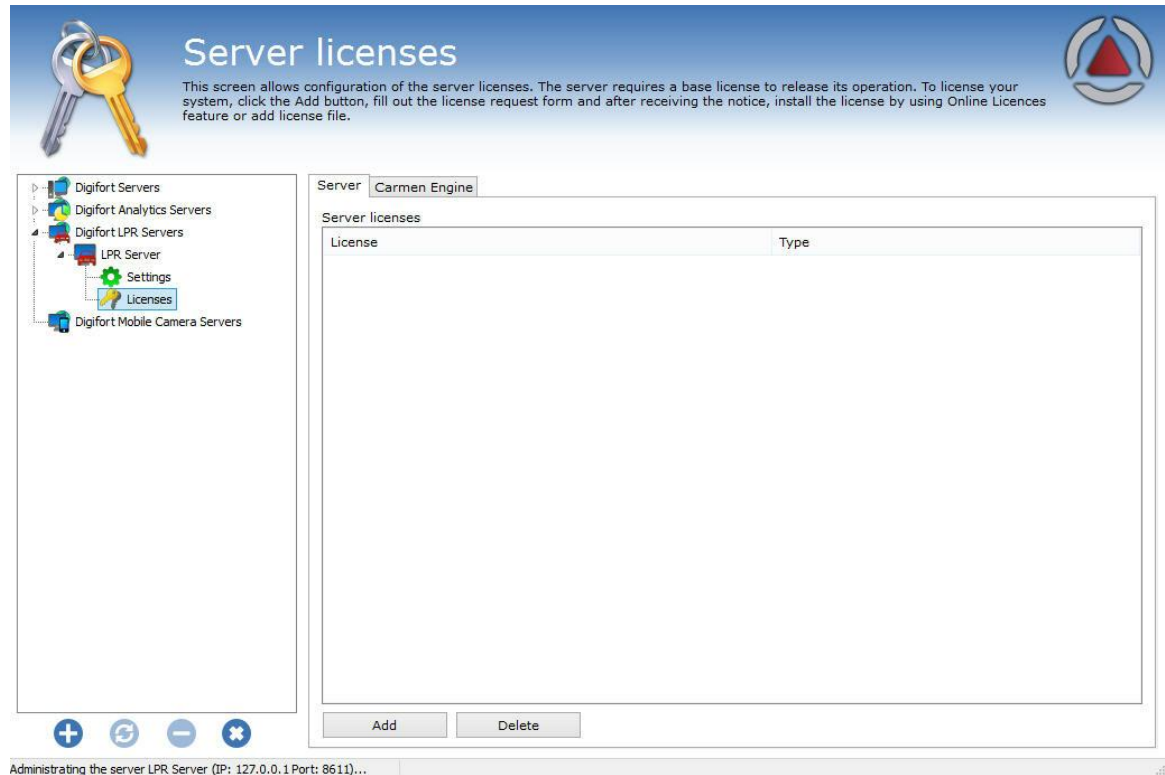 Server licenses
This screen allows configuration of the server licenses. The server requires a base license to release its operation. To license your
system, click the Add button, fill out the license request form and after receiving the notice, install the license by using Online Licences
feature or add license file.
Digifort Servers
Digifort Analytics Servers
Digifort LPR Servers
LPR Server
Settings
Licenses
Digifort Mobile Camera Servers
Server Carmen Engine
Server licenses
License Type
Add Delete
Administrating the server LPR Server (IP: 127.0.0.1 Port: 8611)...